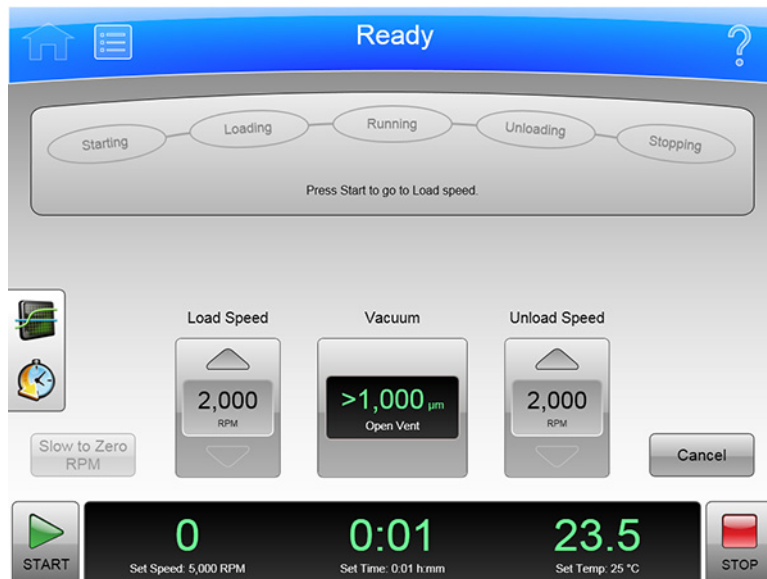 Ready
Starting
Loading
Running
Unloading
Stopping
Press Start to go to Load speed.
Load Speed
Vacuum
Unload Speed
2,000
RPM
>1,000 µm
Open Vent
2,000
RPM
Slow to Zero
RPM
Cancel
START
0
Set Speed: 5,000 RPM
0:01
Set Time: 0:01 h:mm
23.5
Set Temp: 25 °C
STOP